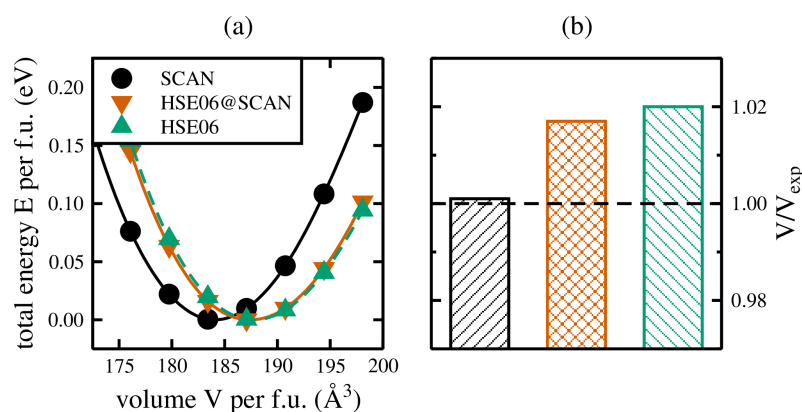 (a)
(b)
total energy E per f.u. (eV)
0.20
0.15
0.10
0.05
0.00
SCAN
HSE06@SCAN
HSE06
175
180
185
190
195
200
volume V per f.u. (Å³)
1.02
1.00
0.98
V/Vexp